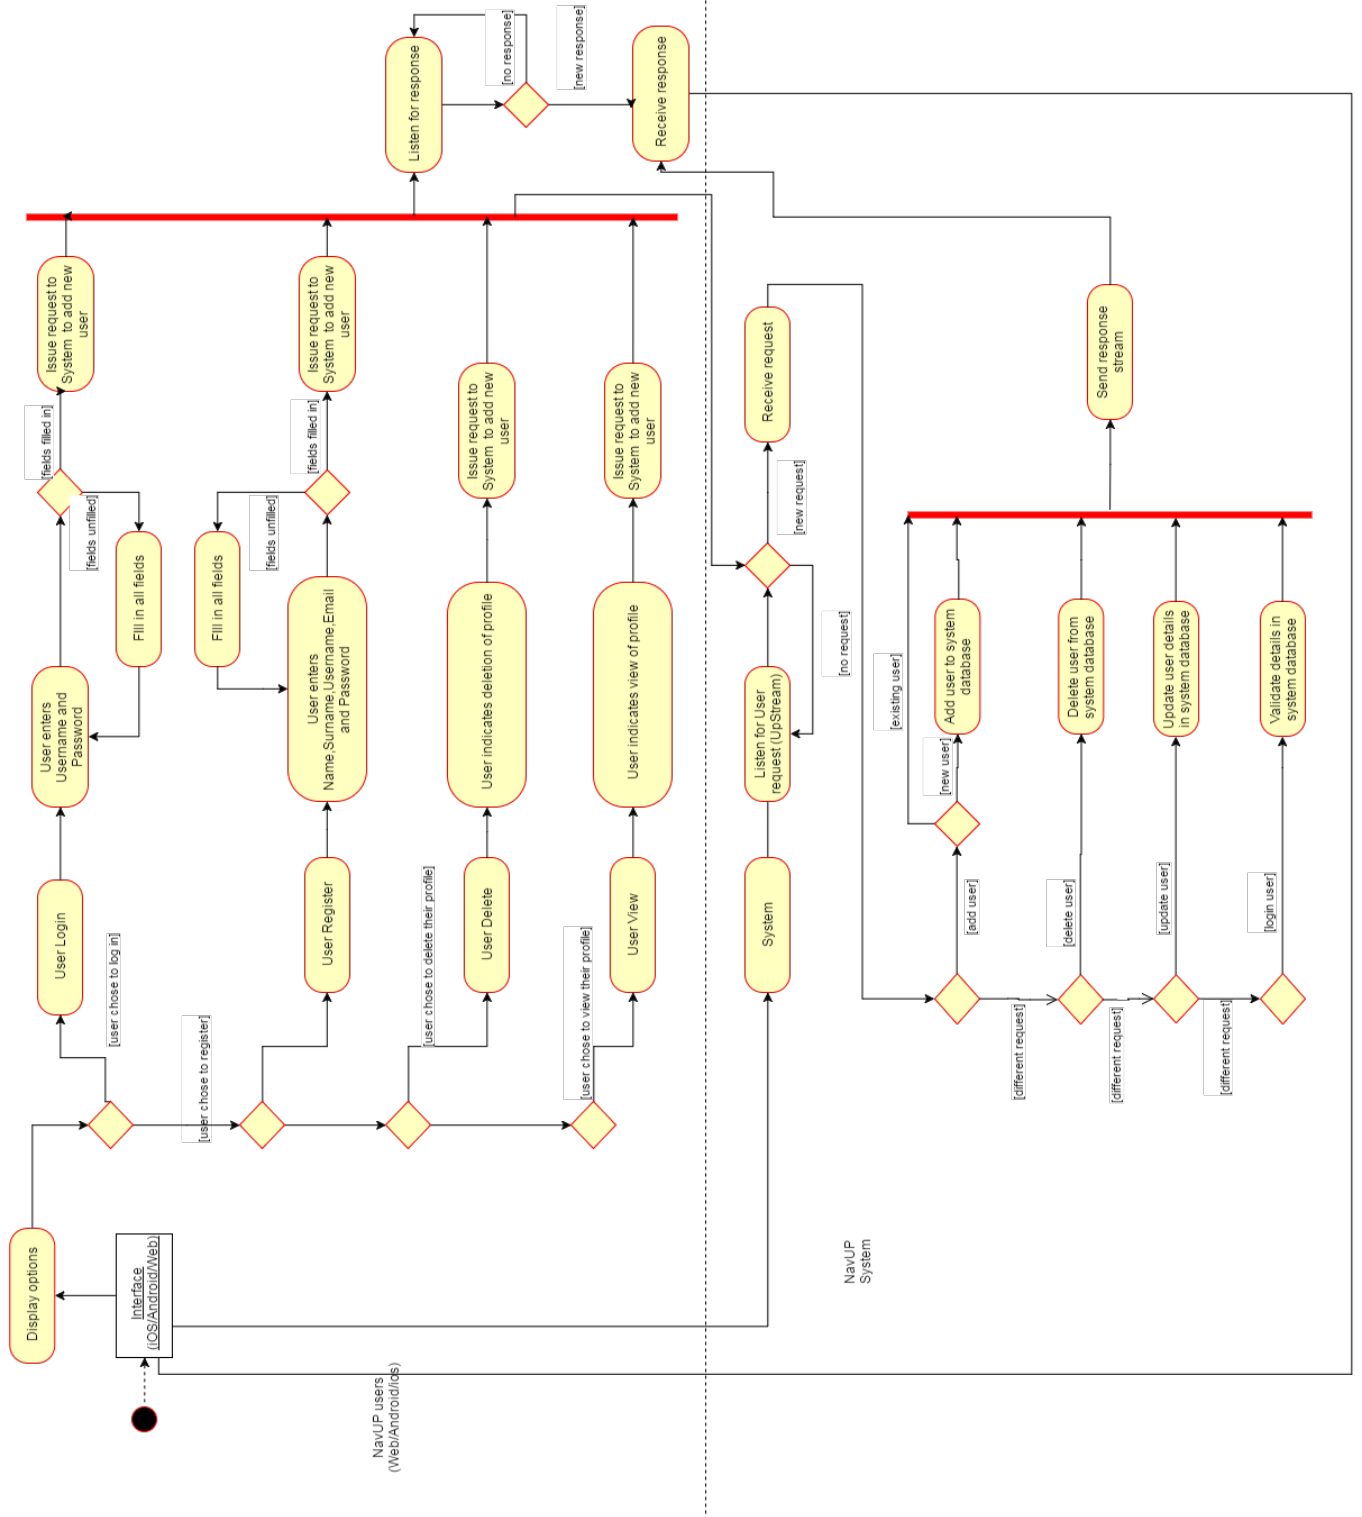 Display options
Interface
(iOS/Android/Web)
NavUP users
(Web/Android/ios)
[user chose to log in]
[user chose to register]
[user chose to delete their profile]
[user chose to view their profile]
User Login
User Register
User Delete
User View
User enters
Username and
Password
User enters
Name,Surname,Username,Email
and Password
User indicates deletion of profile
User indicates view of profile
FIll in all fields
FIll in all fields
[fields unfilled]
[fields unfilled]
[fields filled in]
[fields filled in]
Issue request to
System to add new
user
Issue request to
System to add new
user
Issue request to
System to add new
user
Issue request to
System to add new
user
Listen for response
[no response]
[new response]
Receive response
NavUP
System
System
Listen for User
request (UpStream)
[no request]
[new request]
Receive request
[different request]
[different request]
[different request]
[add user]
[delete user]
[update user]
[login user]
[existing user]
[new user]
Add user to system
database
Delete user from
system database
Update user details
in system database
Validate details in
system database
Send response
stream